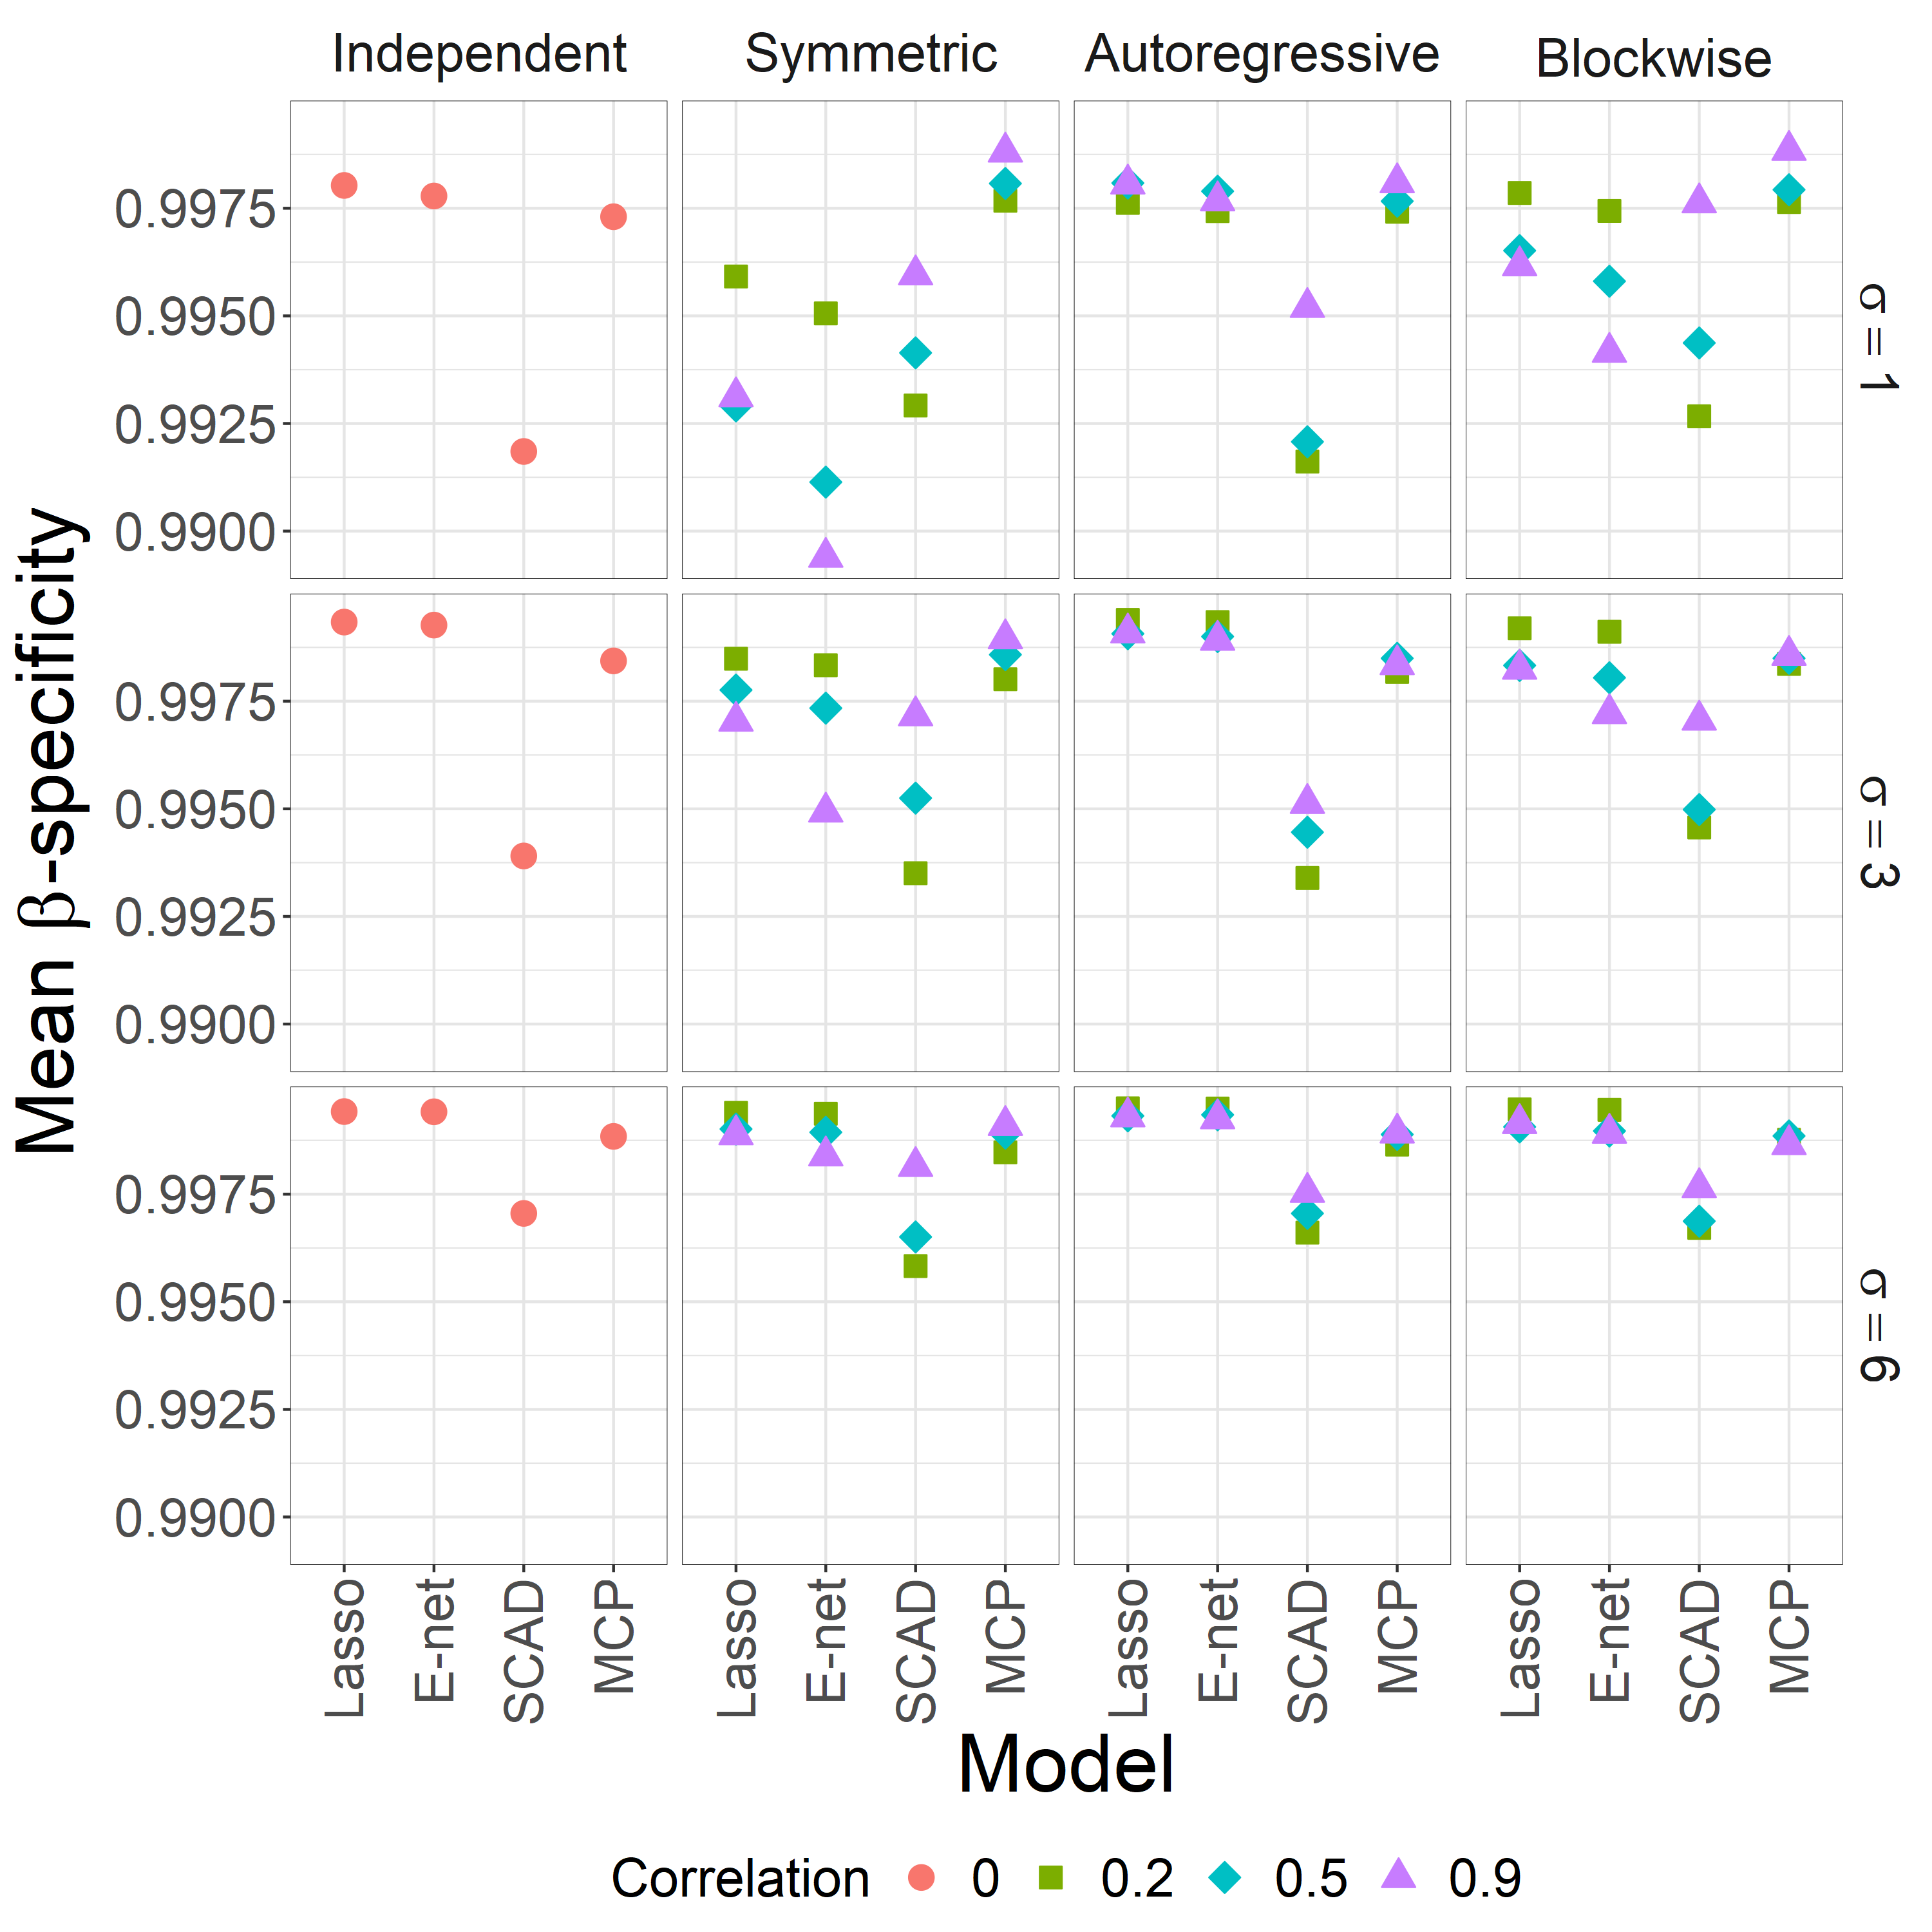 Independent Symmetric Autoregressive Blockwise
Mean β-specificity
0.9975
0.9950
0.9925
0.9900
σ = 1
0.9975
0.9950
0.9925
0.9900
σ = 3
0.9975
0.9950
0.9925
0.9900
σ = 6
Lasso E-net SCAD MCP Lasso E-net SCAD MCP Lasso E-net SCAD MCP Lasso E-net SCAD MCP
Model
Correlation 0 0.2 0.5 0.9